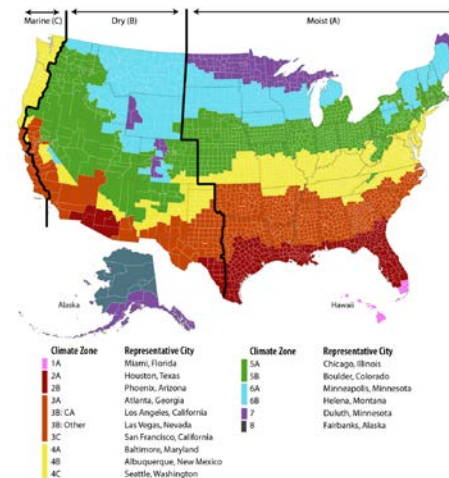 Marine (C) Dry (B) Moist (A)
Alaska
Hawaii
Climate Zone Representative City
1A Miami, Florida
2A Houston, Texas
2B Phoenix, Arizona
3A Atlanta, Georgia
3B: CA Los Angeles, California
3B: Other Las Vegas, Nevada
3C San Francisco, California
4A Baltimore, Maryland
4B Albuquerque, New Mexico
4C Seattle, Washington
Climate Zone Representative City
5A Chicago, Illinois
5B Boulder, Colorado
6A Minneapolis, Minnesota
6B Helena, Montana
7 Duluth, Minnesota
8 Fairbanks, Alaska